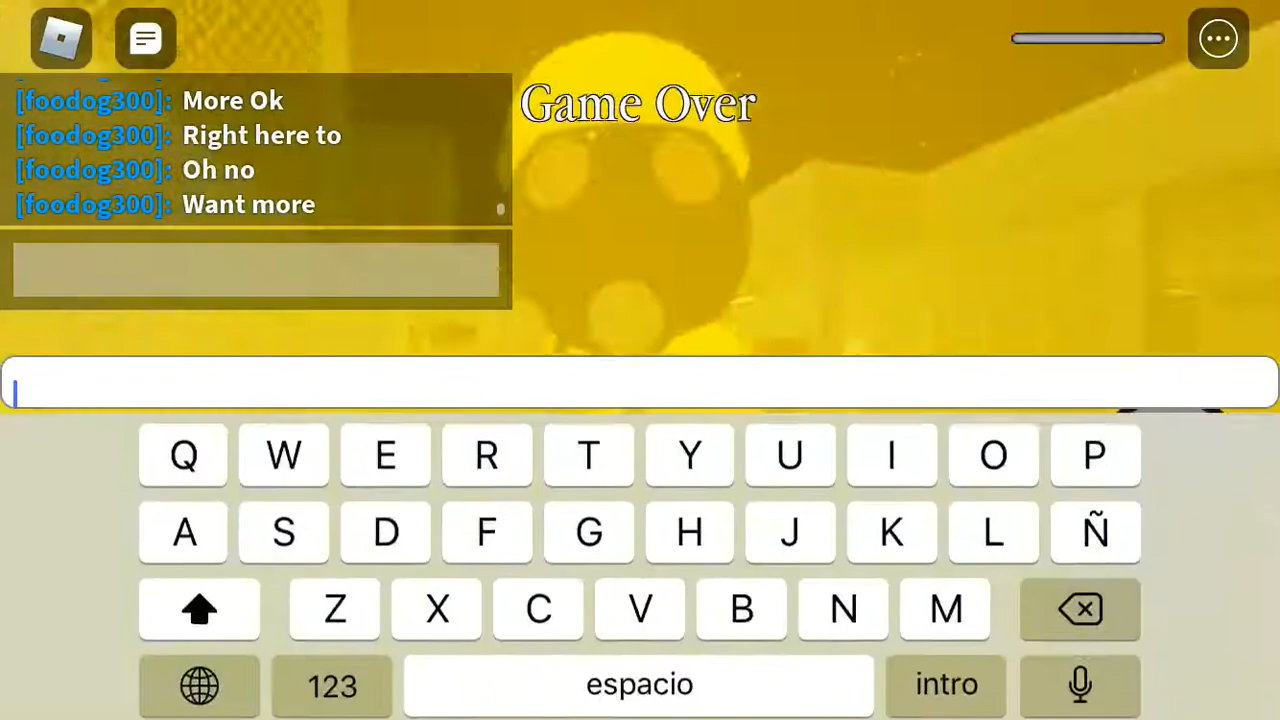 Game Over
[foodog300]: More Ok
[foodog300]: Right here to
[foodog300]: Oh no
[foodog300]: Want more
Q W E R T Y U I O P
A S D F G H J K L Ñ
Z X C V B N M
123 espacio intro